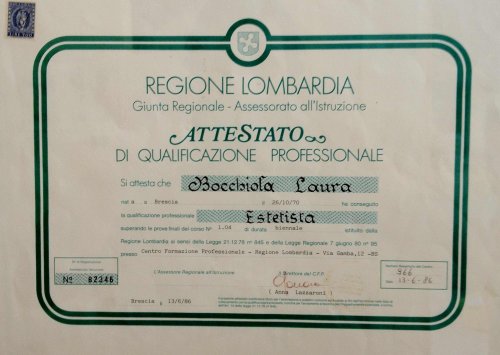 REGIONE LOMBARDIA
Giunta Regionale - Assessorato all'Istruzione
ATTESTATO
DI QUALIFICAZIONE PROFESSIONALE
Si attesta che Bocchiola Laura
nat a a Brescia il 26/10/70 ha conseguito
la qualificazione professionale Estetista
superando le prove finali del corso N° 1.04 di durata biennale istituito dalla
Regione Lombardia ai sensi della Legge 21.12.78 n° 845 e della Legge Regionale 7 giugno 80 n° 95
presso Centro Formazione Professionale - Regione Lombardia - Via Gamba,12 -BS
L'Assessore Regionale all'Istruzione
Il Direttore del C.F.P.
(Anna Lazzaroni)
N° 62346
966
13-6-86
Brescia il 13/6/86